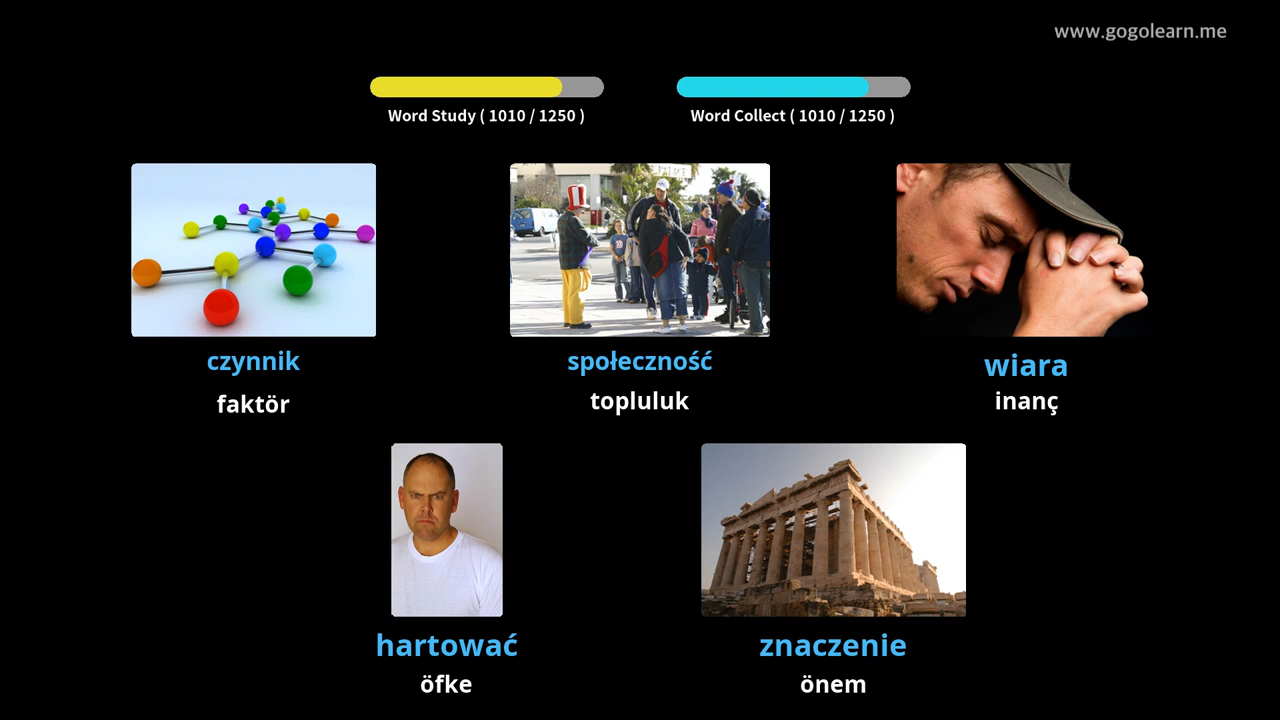 www.gogolearn.me
Word Study ( 1010 / 1250 )
Word Collect ( 1010 / 1250 )
czynnik
faktör
społeczność
topluluk
wiara
inanç
hartować
öfke
znaczenie
önem